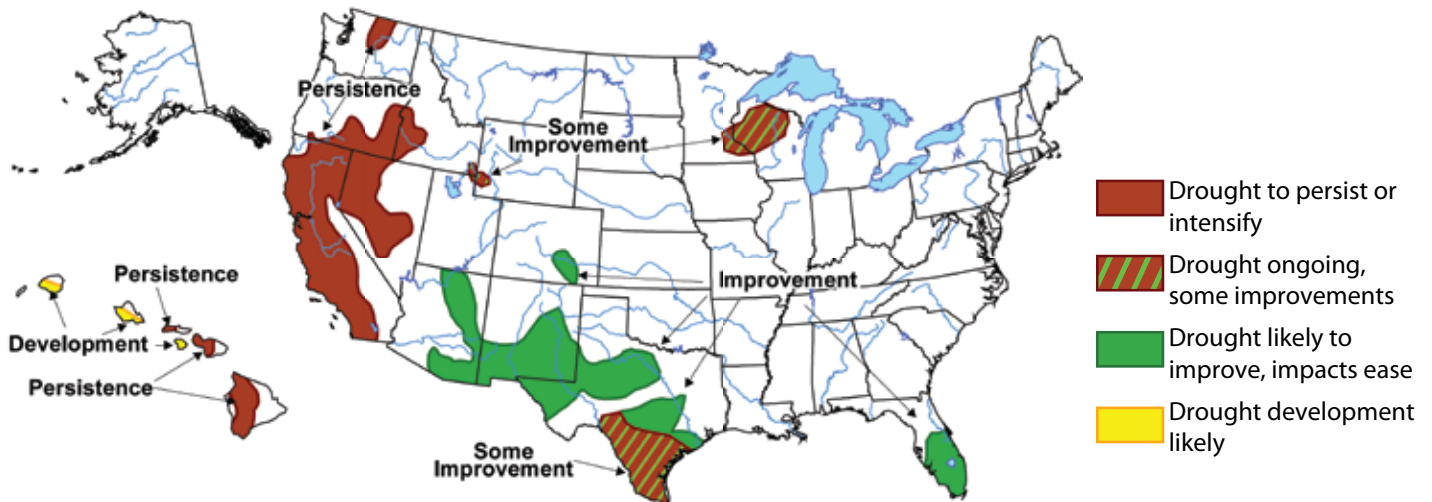 Persistence
Some
Improvement
Persistence
Development
Persistence
Improvement
Some
Improvement
Drought to persist or
intensify
Drought ongoing,
some improvements
Drought likely to
improve, impacts ease
Drought development
likely